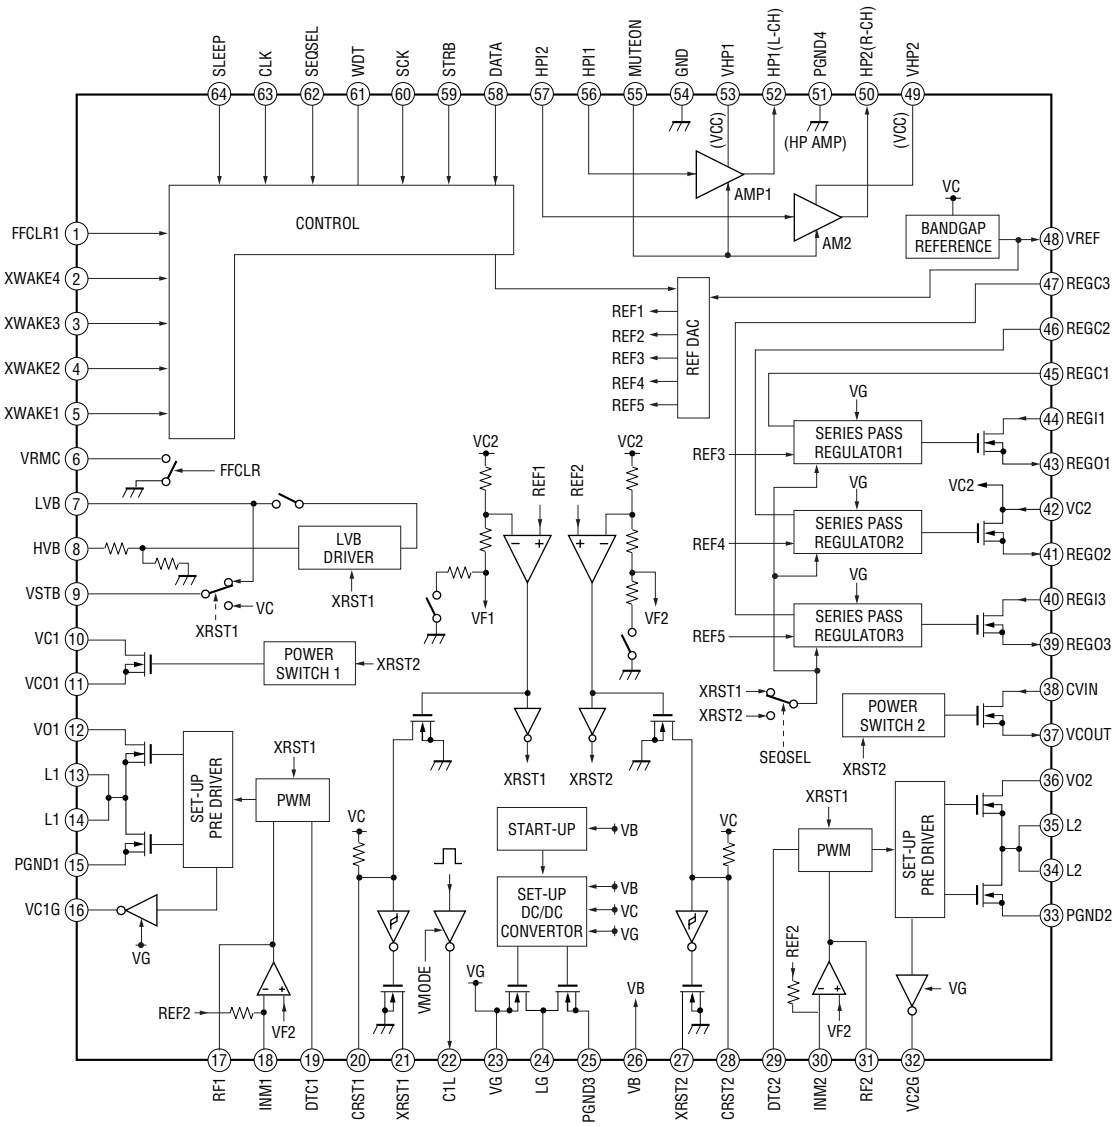 SLEEP
CLK
SEQSEL
WDT
SCK
STRB
DATA
HPI2
HPI1
MUTEON
GND
VHP1
HP1(L-CH)
PGND4
HP2(R-CH)
VHP2
64
63
62
61
60
59
58
57
56
55
54
53
52
51
50
49
(VCC)
(HP AMP)
(VCC)
AMP1
AM2
CONTROL
VC
BANDGAP
REFERENCE
FFCLR1 1
XWAKE4 2
XWAKE3 3
XWAKE2 4
XWAKE1 5
VRMC 6
LVB 7
HVB 8
VSTB 9
VC1 10
VCO1 11
VO1 12
L1 13
L1 14
PGND1 15
VC1G 16
48 VREF
47 REGC3
46 REGC2
45 REGC1
44 REGI1
43 REGO1
42 VC2
41 REGO2
40 REGI3
39 REGO3
38 CVIN
37 VCOUT
36 VO2
35 L2
34 L2
33 PGND2
REF1
REF2
REF3
REF4
REF5
REF DAC
VG
SERIES PASS
REGULATOR1
REF3
VG
VC2
SERIES PASS
REGULATOR2
REF4
VG
SERIES PASS
REGULATOR3
REF5
FFCLR
LVB
DRIVER
XRST1
VC
XRST1
VC2
REF1
REF2
VC2
+
+
VF1
VF2
POWER
SWITCH 1
XRST2
XRST1
XRST2
SEQSEL
POWER
SWITCH 2
XRST2
XRST1
XRST2
XRST1
PWM
SET-UP
PRE DRIVER
VG
REF2
VF2
- +
VC
VMODE
START-UP
VB
SET-UP
DC/DC
CONVERTOR
VB
VC
VG
VG
VB
VC
XRST1
PWM
SET-UP
PRE DRIVER
REF2
VF2
- +
VG
17
18
19
20
21
22
23
24
25
26
27
28
29
30
31
32
RF1
INM1
DTC1
CRST1
XRST1
C1L
VG
LG
PGND3
VB
XRST2
CRST2
DTC2
INM2
RF2
VC2G